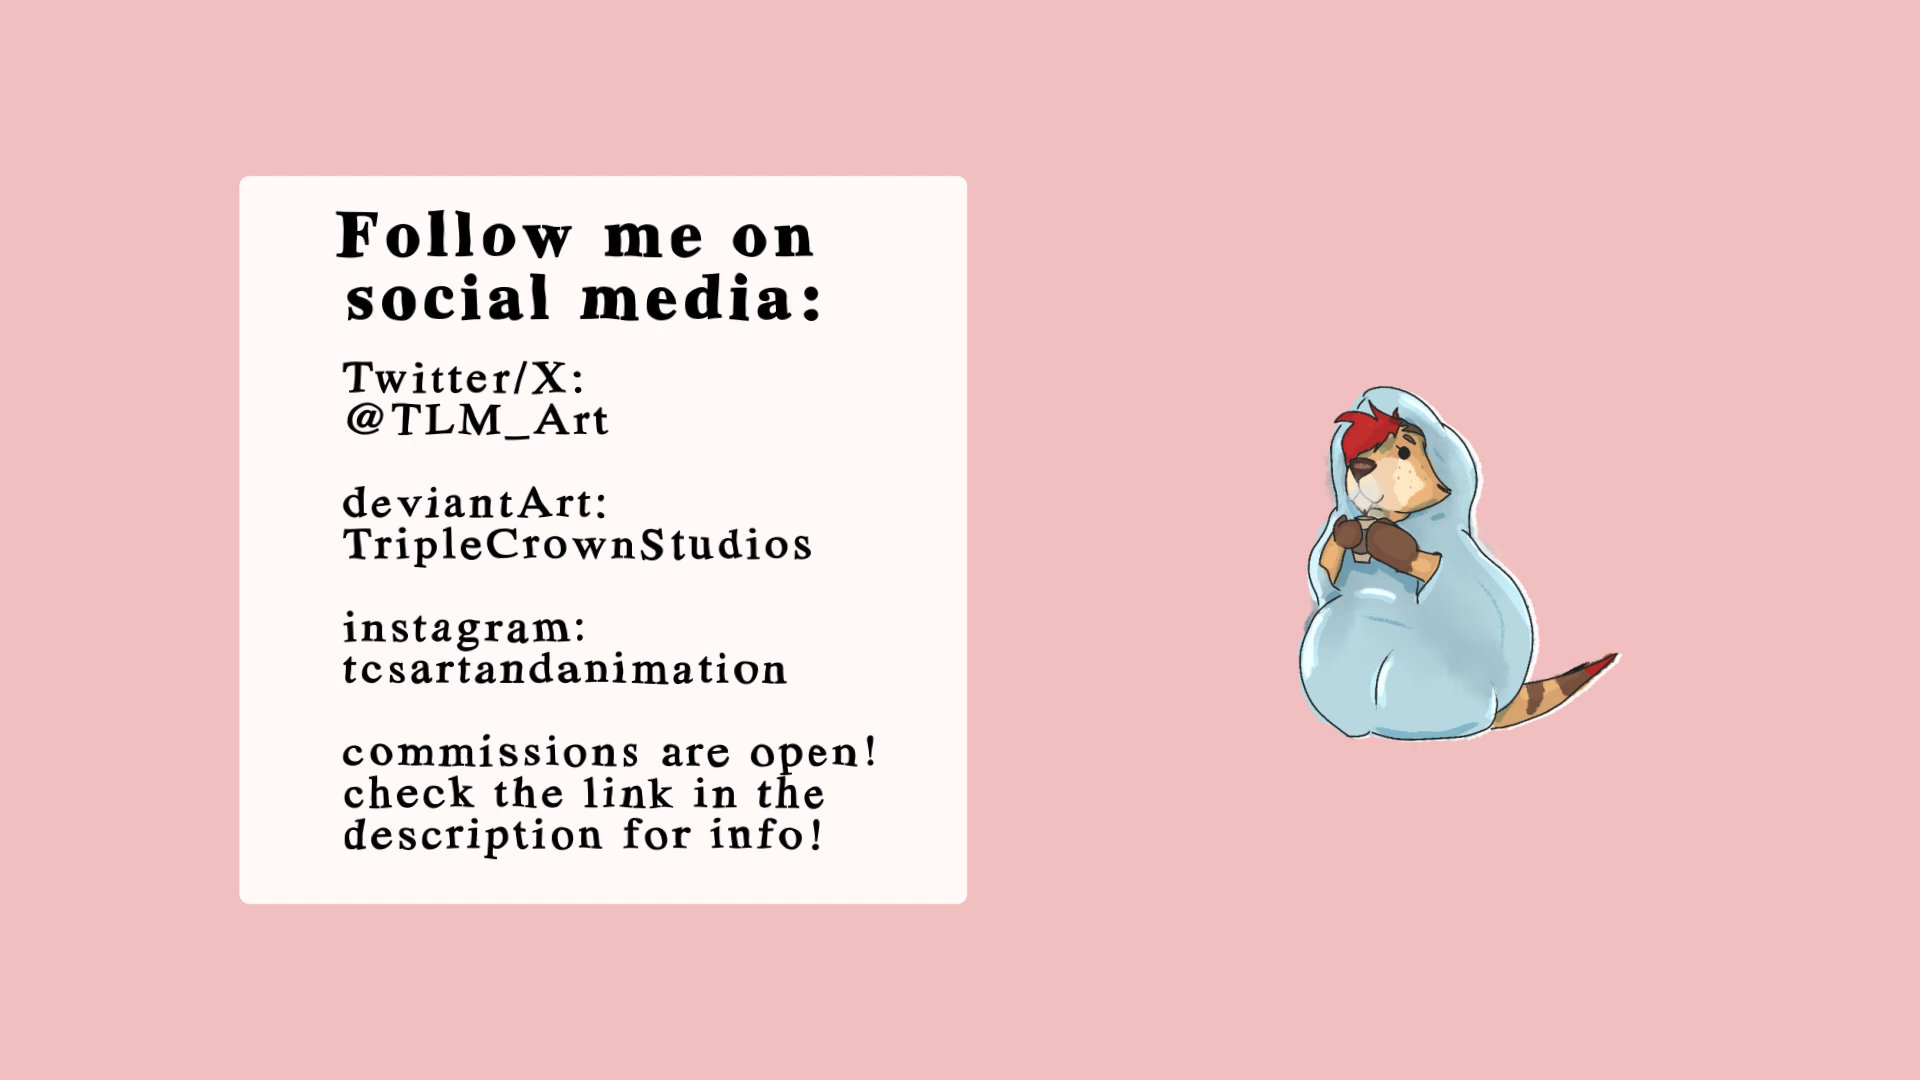 Follow me on
social media:
Twitter/X:
@TLM_Art
deviantArt:
TripleCrownStudios
instagram:
tcsartandanimation
commissions are open!
check the link in the
description for info!